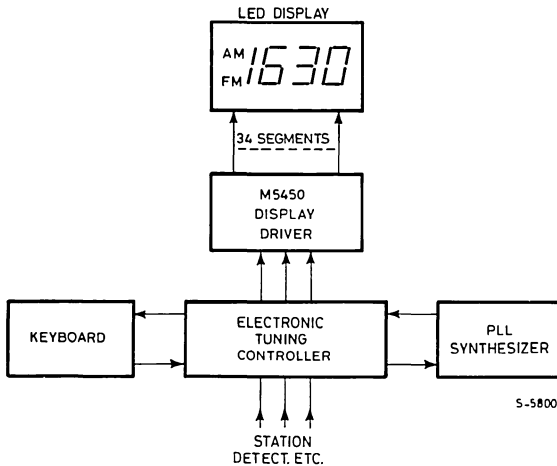 LED DISPLAY
AM
FM
1630
34 SEGMENTS
M5450
DISPLAY
DRIVER
KEYBOARD
ELECTRONIC
TUNING
CONTROLLER
PLL
SYNTHESIZER
S-5800
STATION
DETECT. ETC.